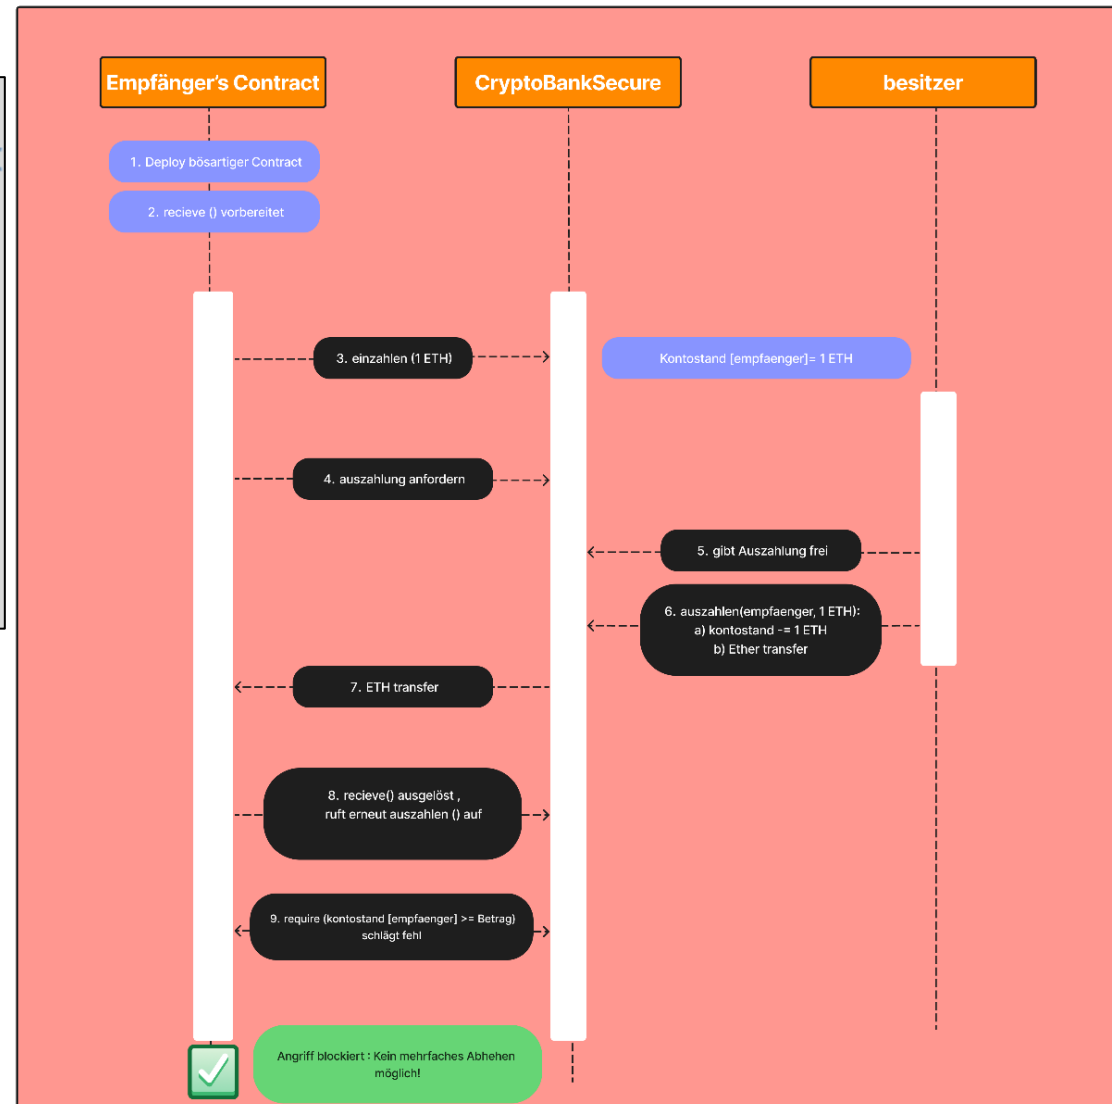 Empfänger's Contract
CryptoBankSecure
besitzer
1. Deploy bösartiger Contract
2. recieve () vorbereitet
3. einzahlen (1 ETH)
Kontostand [empfaenger]= 1 ETH
4. auszahlung anfordern
5. gibt Auszahlung frei
6. auszahlen(empfaenger, 1 ETH):
a) kontostand -= 1 ETH
b) Ether transfer
7. ETH transfer
8. recieve() ausgelöst ,
ruft erneut auszahlen () auf
9. require (kontostand [empfaenger] >= Betrag)
schlägt fehl
Angriff blockiert : Kein mehrfaches Abhehen
möglich!